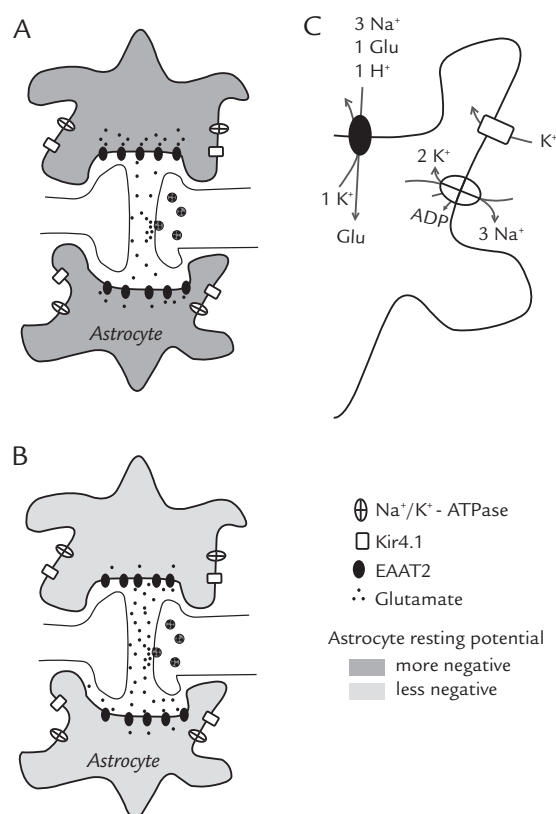 A
Astrocyte
B
Astrocyte
C
3 Na⁺
1 Glu
1 H⁺
1 K⁺
Glu
2 K⁺
ADP
3 Na⁺
K⁺
Na⁺/K⁺ - ATPase
Kir4.1
EAAT2
Glutamate
Astrocyte resting potential
more negative
less negative